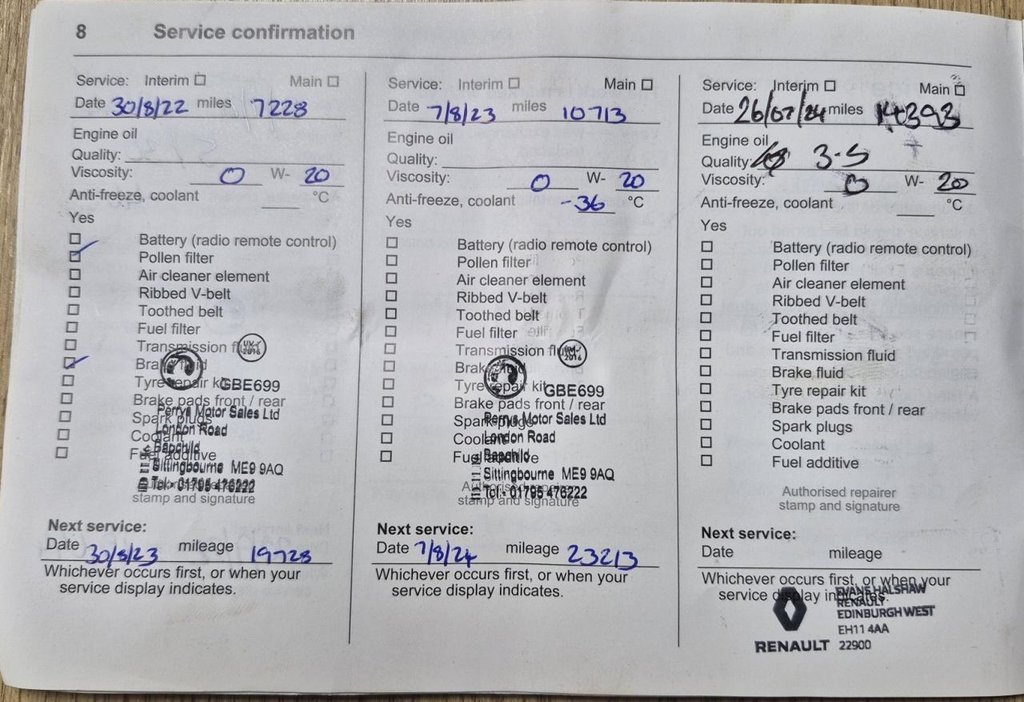 8 Service confirmation
Service: Interim Main
Date 30/8/22 miles 7228
Engine oil
Quality:
Viscosity: 0 W- 20
Anti-freeze, coolant °C
Yes
Battery (radio remote control)
Pollen filter
Air cleaner element
Ribbed V-belt
Toothed belt
Fuel filter
Transmission fluid
Brake fluid
Tyre repair kit
GBE699
Brake pads front / rear
Perrys Motor Sales Ltd
Spark plugs
London Road
Coolant
Bapchild
Fuel additive
Sittingbourne ME9 9AQ
Tel: 01795 476222
stamp and signature
Next service:
Date 30/8/23 mileage 19728
Whichever occurs first, or when your
service display indicates.
Service: Interim Main
Date 7/8/23 miles 10713
Engine oil
Quality:
Viscosity: 0 W- 20
Anti-freeze, coolant -36 °C
Yes
Battery (radio remote control)
Pollen filter
Air cleaner element
Ribbed V-belt
Toothed belt
Fuel filter
Transmission fluid
Brake fluid
Tyre repair kit
GBE699
Brake pads front / rear
Perrys Motor Sales Ltd
Spark plugs
London Road
Coolant
Bapchild
Fuel additive
Sittingbourne ME9 9AQ
Authorised repairer
Tel: 01795 476222
stamp and signature
Next service:
Date 7/8/24 mileage 23213
Whichever occurs first, or when your
service display indicates.
Service: Interim Main
Date 26/07/24 miles 14393
Engine oil
Quality 3-5
Viscosity: 0 W- 20
Anti-freeze, coolant °C
Yes
Battery (radio remote control)
Pollen filter
Air cleaner element
Ribbed V-belt
Toothed belt
Fuel filter
Transmission fluid
Brake fluid
Tyre repair kit
Brake pads front / rear
Spark plugs
Coolant
Fuel additive
Authorised repairer
stamp and signature
Next service:
Date mileage
Whichever occurs first, or when your
service display indicates.
EVANS HALSHAW
RENAULT
EDINBURGH WEST
EH11 4AA
RENAULT 22900